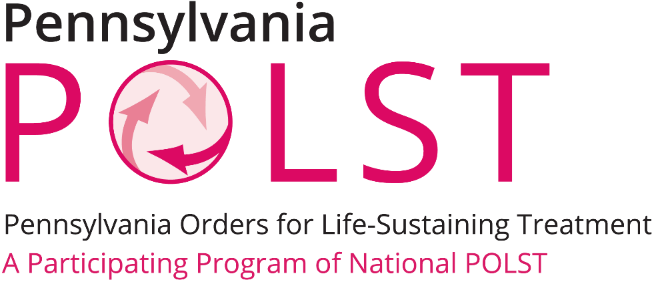 Pennsylvania
POLST
Pennsylvania Orders for Life-Sustaining Treatment
A Participating Program of National POLST